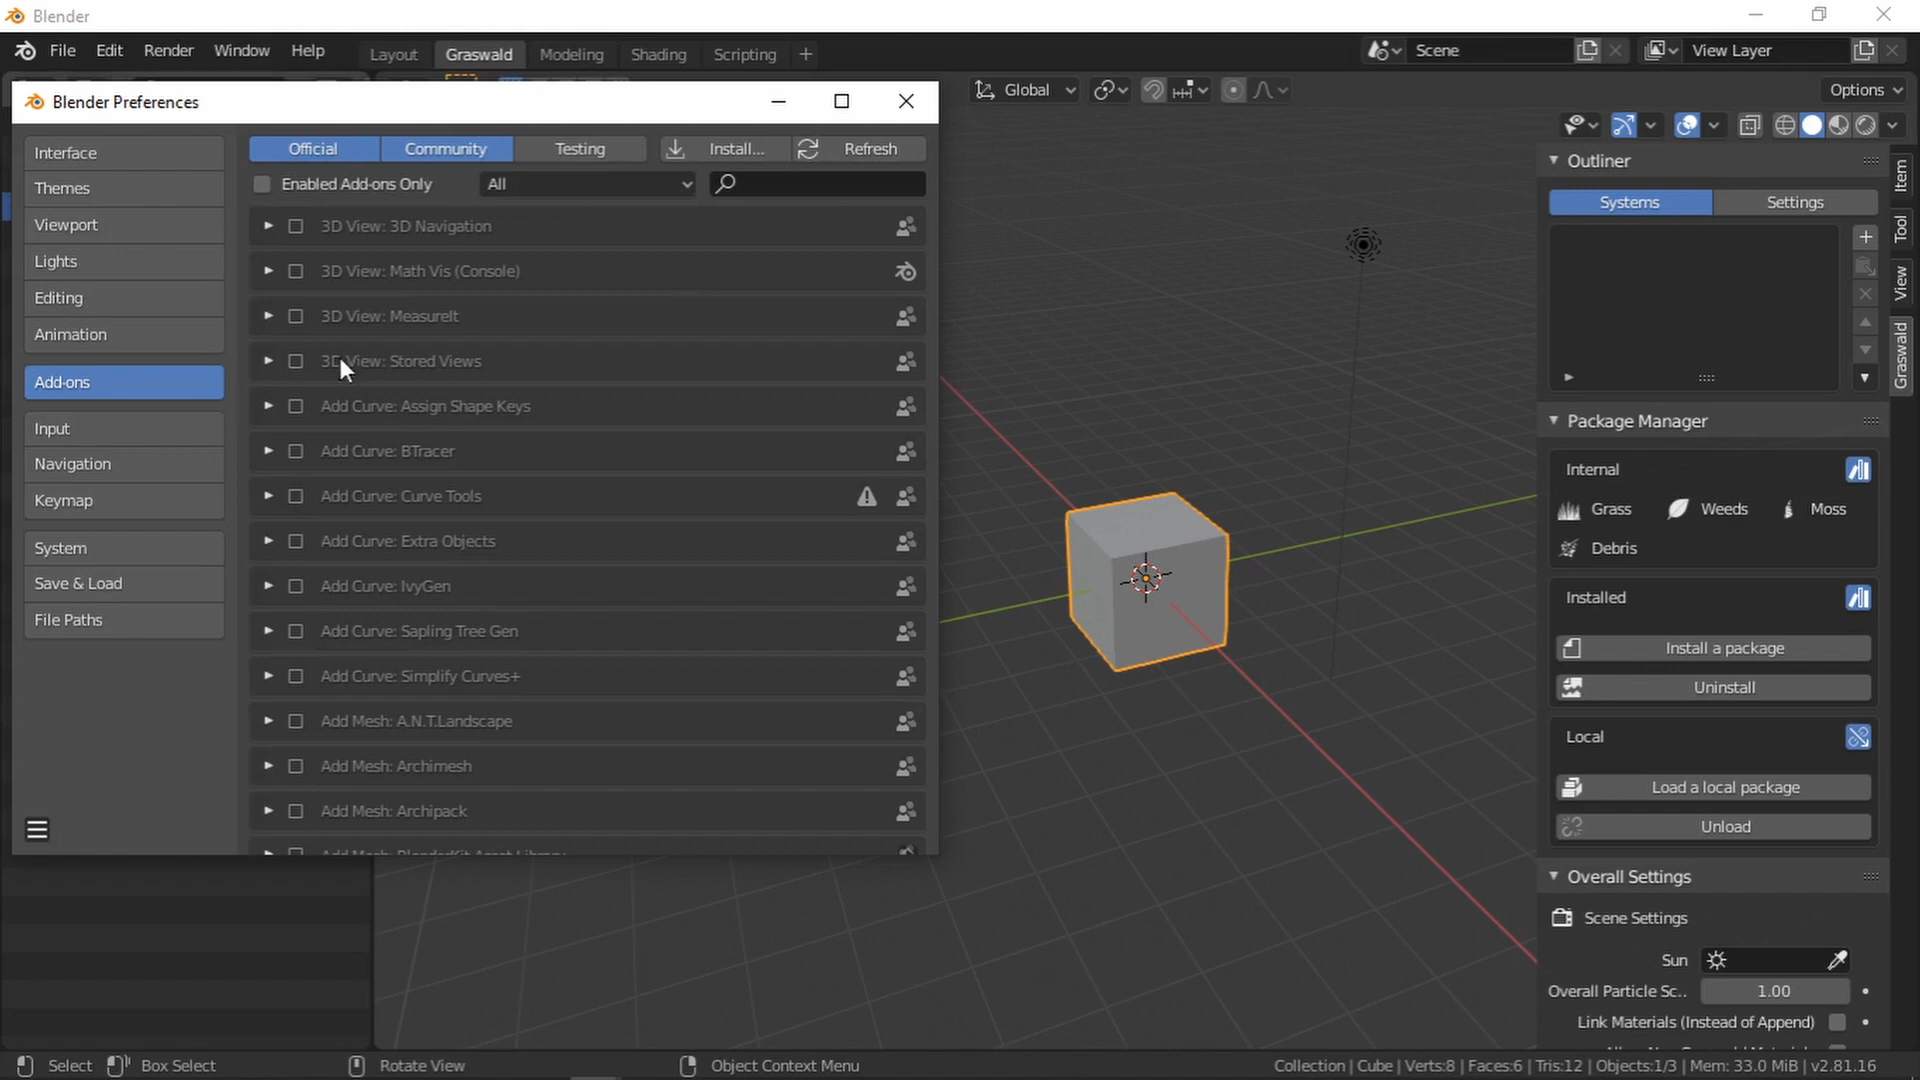 Blender
File Edit Render Window Help Layout Graswald Modeling Shading Scripting + Scene View Layer
Global Options
Blender Preferences
Interface
Themes
Viewport
Lights
Editing
Animation
Add-ons
Input
Navigation
Keymap
System
Save & Load
File Paths
Official Community Testing Install... Refresh
Enabled Add-ons Only All
3D View: 3D Navigation
3D View: Math Vis (Console)
3D View: MeasureIt
3D View: Stored Views
Add Curve: Assign Shape Keys
Add Curve: BTracer
Add Curve: Curve Tools
Add Curve: Extra Objects
Add Curve: IvyGen
Add Curve: Sapling Tree Gen
Add Curve: Simplify Curves+
Add Mesh: A.N.T.Landscape
Add Mesh: Archimesh
Add Mesh: Archipack
Add Mesh: BlenderKit Asset Library
Outliner
Systems Settings
Package Manager
Internal
Grass Weeds Moss
Debris
Installed
Install a package
Uninstall
Local
Load a local package
Unload
Overall Settings
Scene Settings
Sun
Overall Particle Sc.. 1.00
Link Materials (Instead of Append)
Item
Tool
View
Graswald
Select Box Select Rotate View Object Context Menu Collection | Cube | Verts:8 | Faces:6 | Tris:12 | Objects:1/3 | Mem: 33.0 MiB | v2.81.16